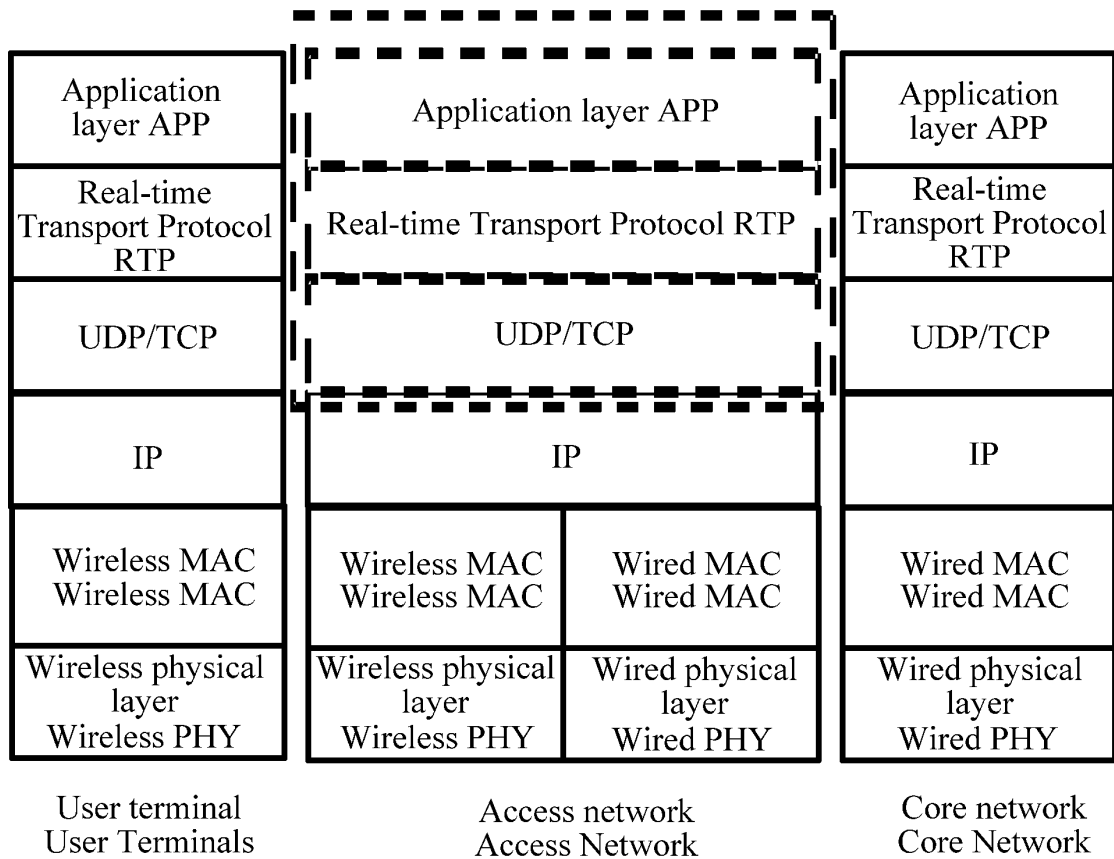 Application
layer APP
Real-time
Transport Protocol
RTP
UDP/TCP
IP
Wireless MAC
Wireless MAC
Wireless physical
layer
Wireless PHY
User terminal
User Terminals
Application layer APP
Real-time Transport Protocol RTP
UDP/TCP
IP
Wireless MAC
Wireless MAC
Wired MAC
Wired MAC
Wireless physical
layer
Wireless PHY
Wired physical
layer
Wired PHY
Access network
Access Network
Application
layer APP
Real-time
Transport Protocol
RTP
UDP/TCP
IP
Wired MAC
Wired MAC
Wired physical
layer
Wired PHY
Core network
Core Network